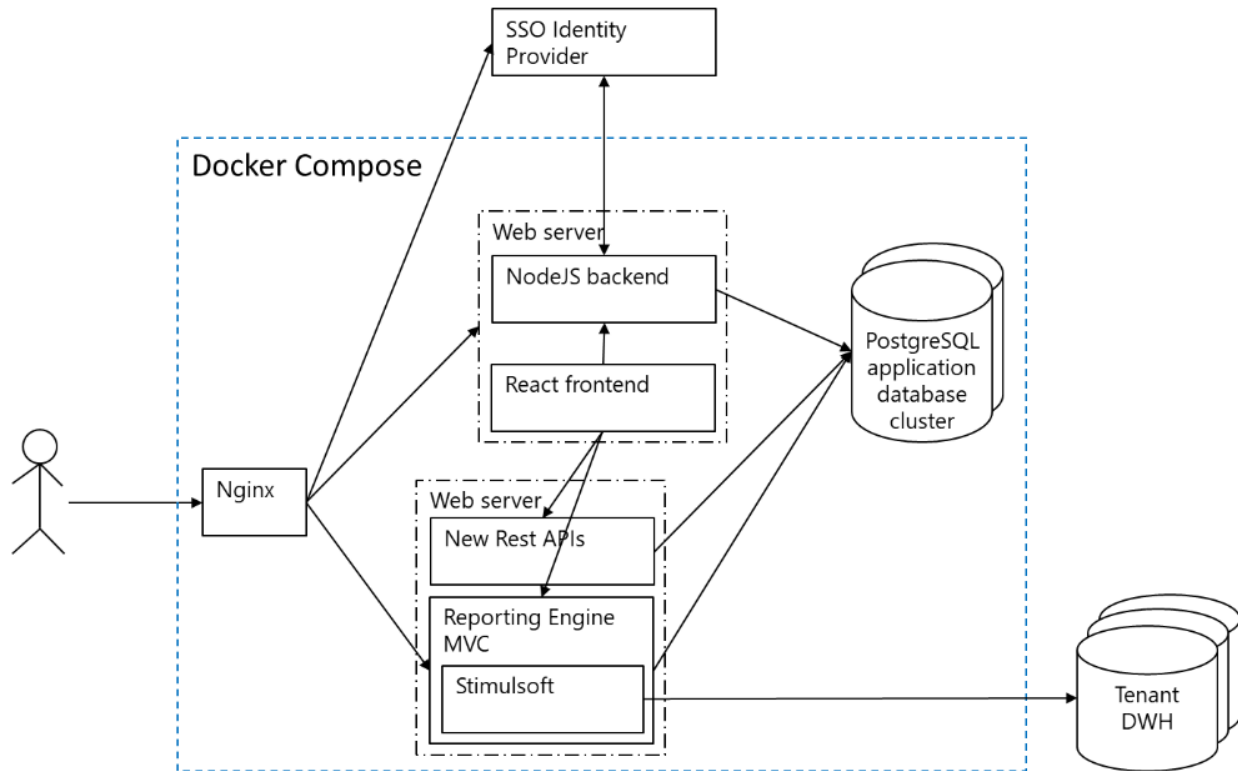 SSO Identity
Provider
Docker Compose
Web server
NodeJS backend
React frontend
PostgreSQL
application
database
cluster
Nginx
Web server
New Rest APIs
Reporting Engine
MVC
Stimulsoft
Tenant
DWH